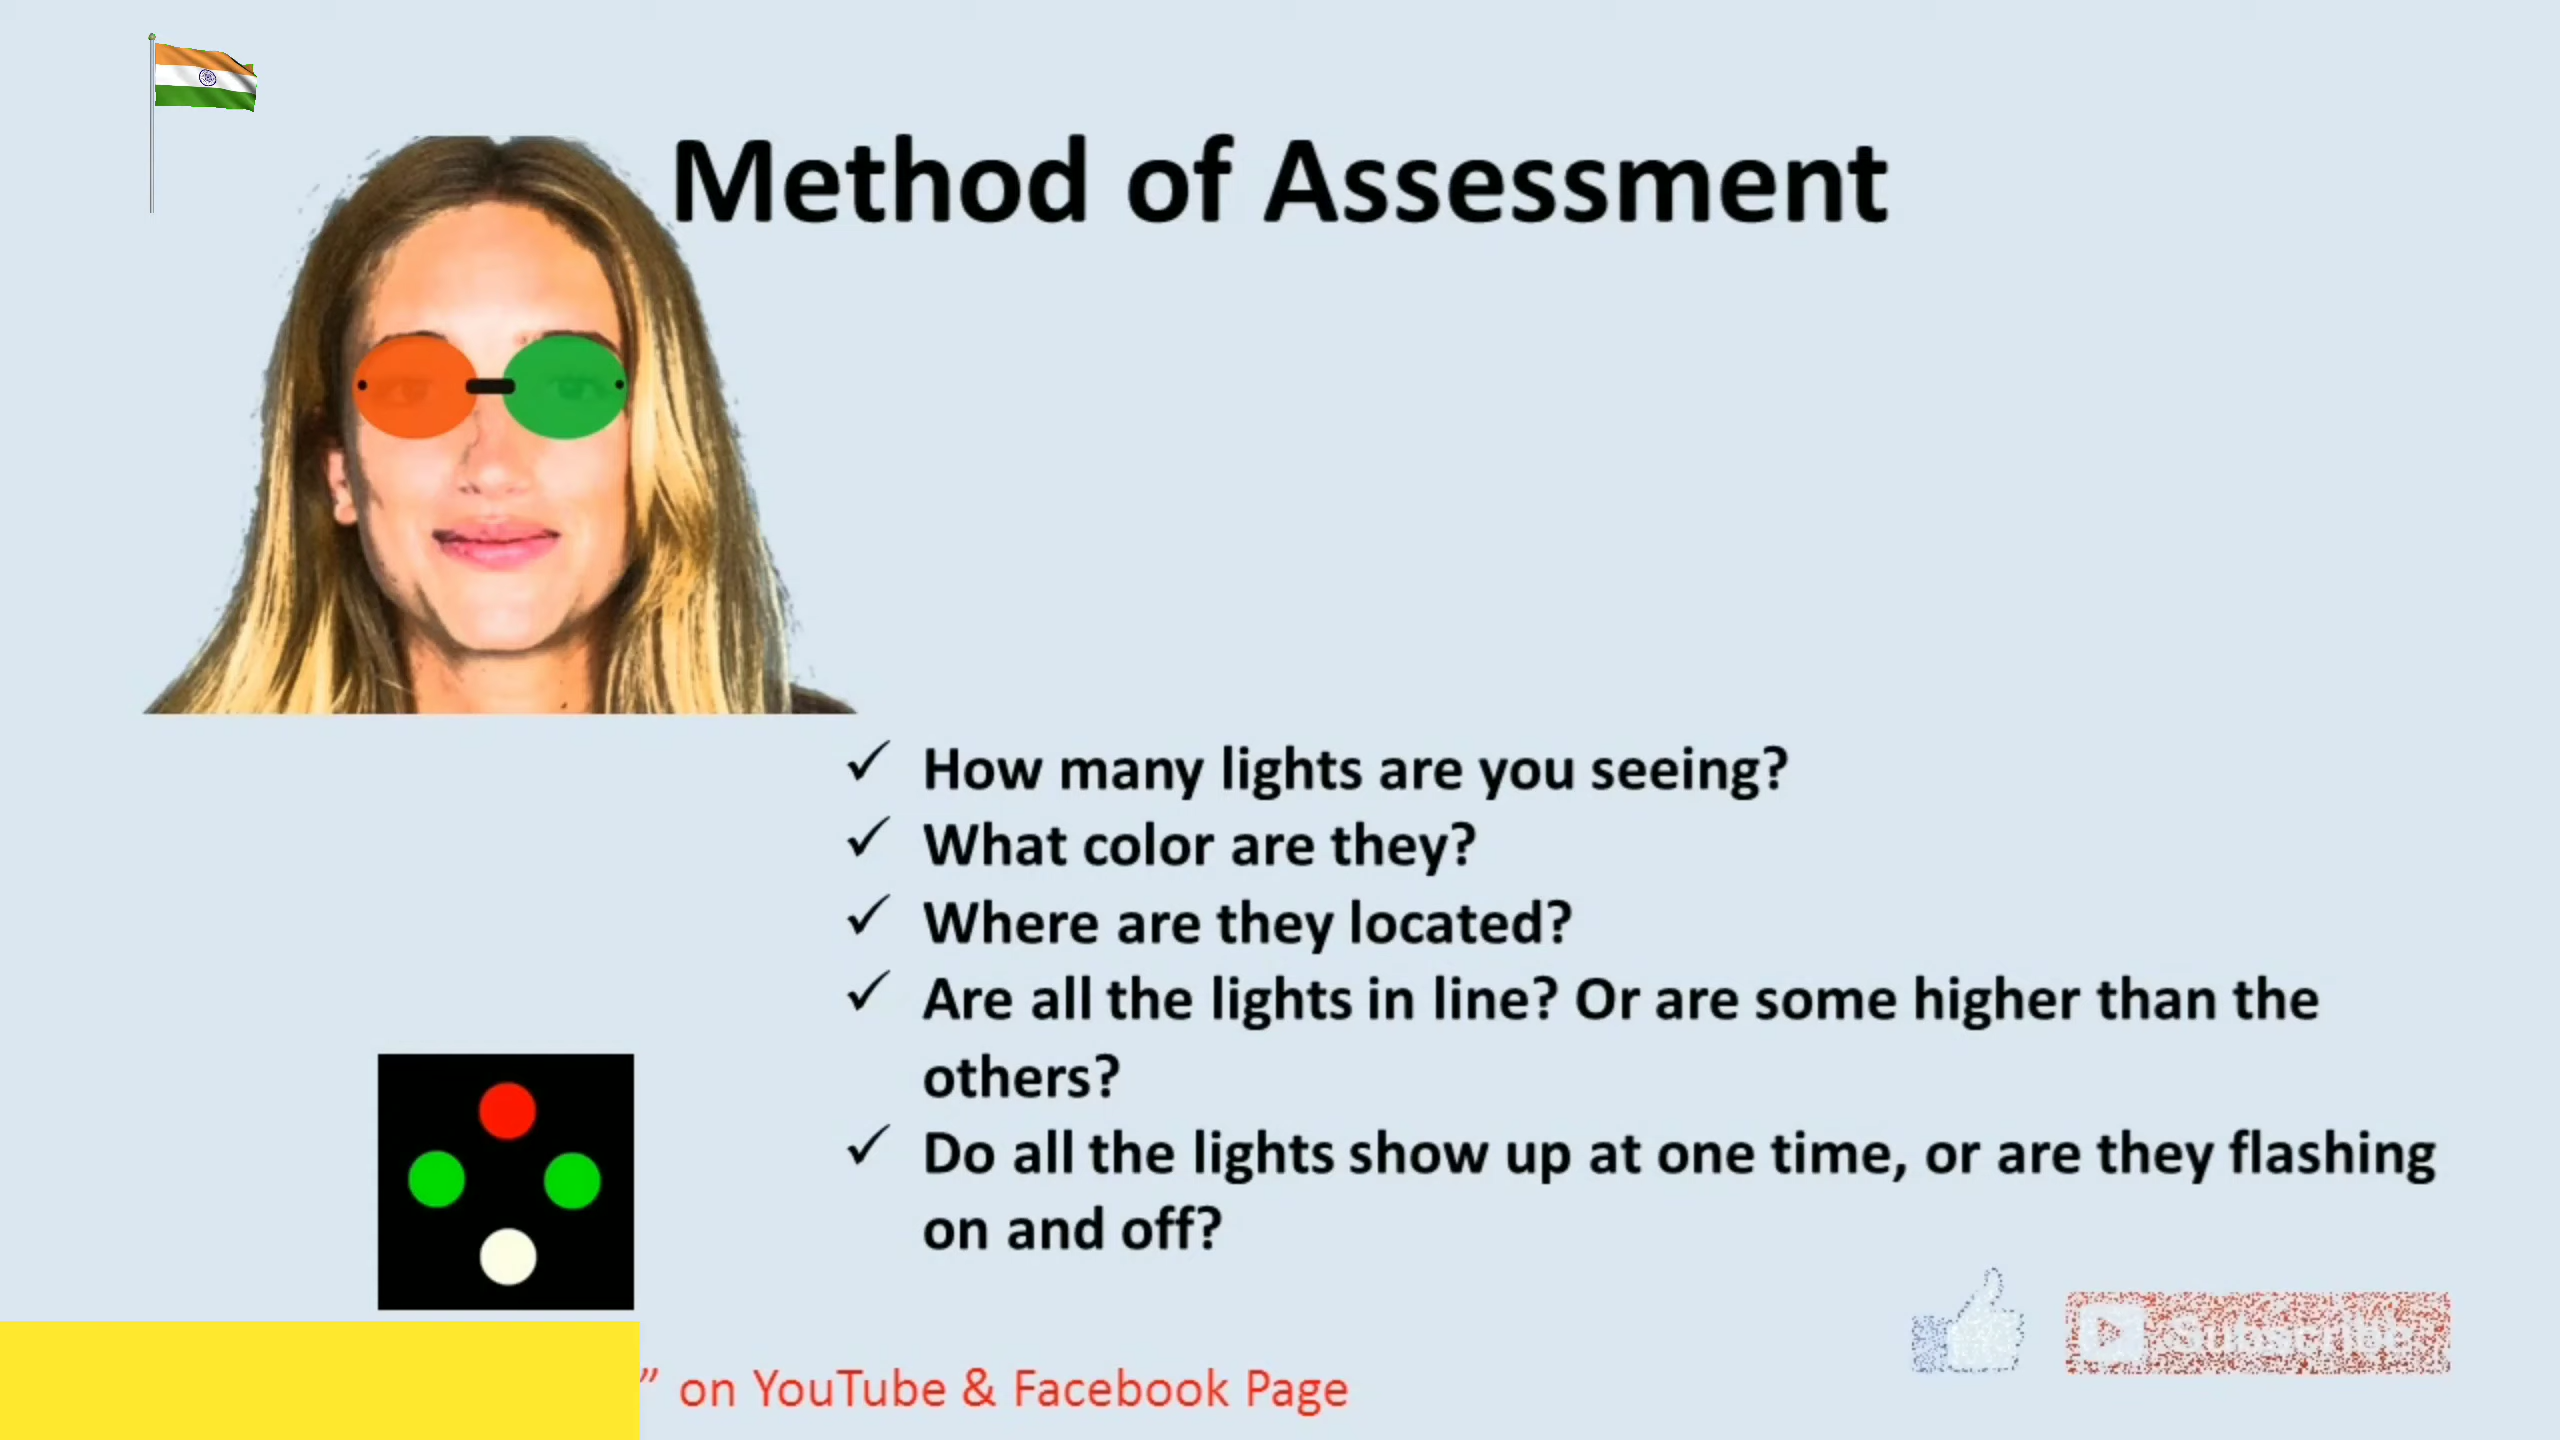 Method of Assessment
✓ How many lights are you seeing?
✓ What color are they?
✓ Where are they located?
✓ Are all the lights in line? Or are some higher than the
others?
✓ Do all the lights show up at one time, or are they flashing
on and off?
Subscribe
” on YouTube & Facebook Page